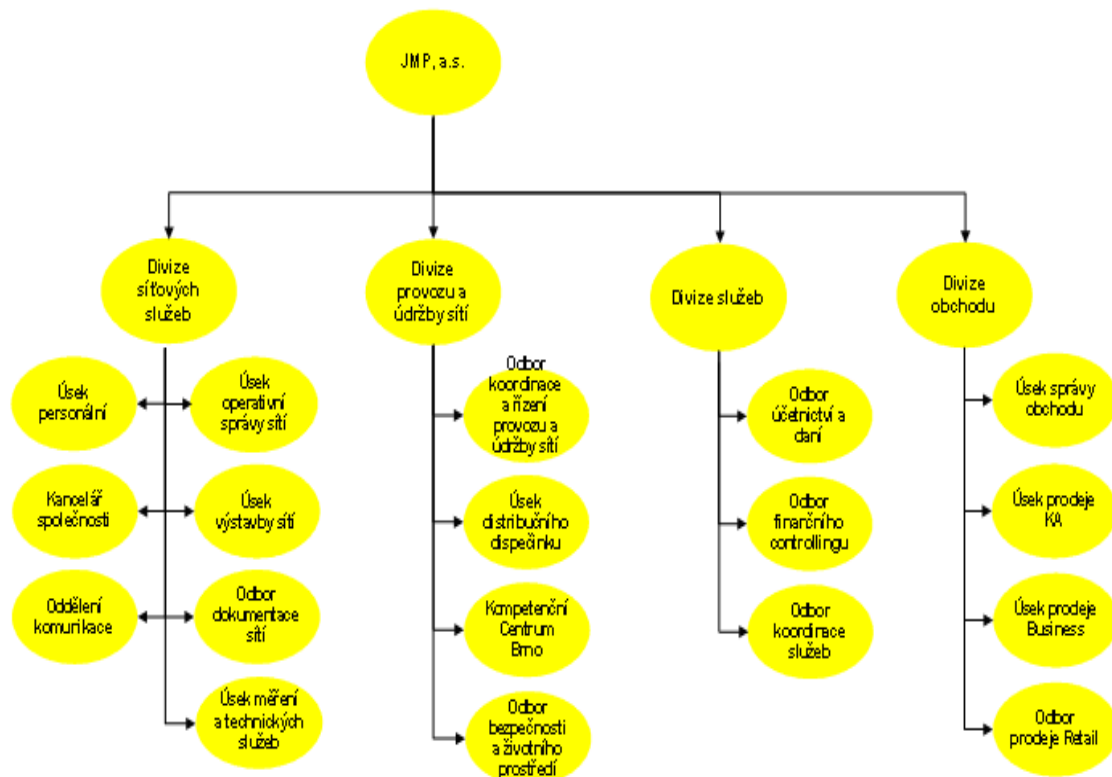 JMP, a.s.
Divize
síťových
služeb
Divize
provozu a
údržby sítí
Divize služeb
Divize
obchodu
Úsek
personální
Úsek
operativní
správy sítí
Kancelář
společnosti
Úsek
výstavby sítí
Oddělení
komunikace
Odbor
dokumentace
sítí
Úsek měření
a technických
služeb
Odbor
koordinace
a řízení
provozu a
údržby sítí
Úsek
distribučního
dispečinku
Kompetenční
Centrum
Brno
Odbor
bezpečnosti
a životního
prostředí
Odbor
účetnictví a
daní
Odbor
finančního
controllingu
Odbor
koordinace
služeb
Úsek správy
obchodu
Úsek prodeje
KA
Úsek prodeje
Business
Odbor
prodeje Retail